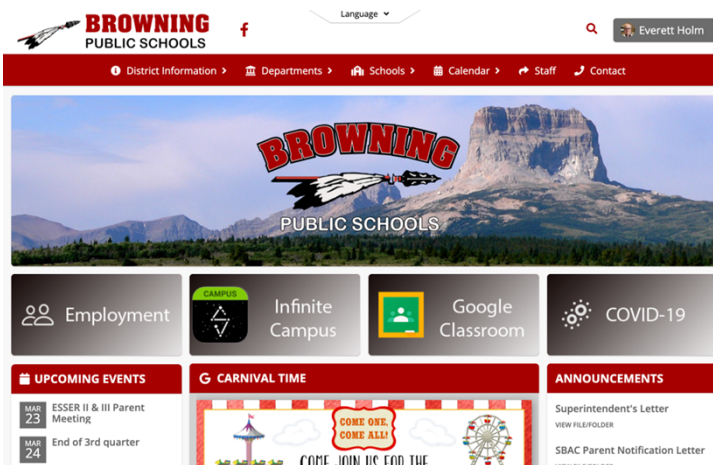 Language
BROWNING
PUBLIC SCHOOLS
Everett Holm
District Information
Departments
Schools
Calendar
Staff
Contact
BROWNING
PUBLIC SCHOOLS
Employment
CAMPUS
Infinite
Campus
Google
Classroom
COVID-19
UPCOMING EVENTS
MAR
23
ESSER II & III Parent
Meeting
MAR
24
End of 3rd quarter
G CARNIVAL TIME
COME ONE,
COME ALL!
COME JOIN US FOR THE
ANNOUNCEMENTS
Superintendent's Letter
VIEW FILE/FOLDER
SBAC Parent Notification Letter